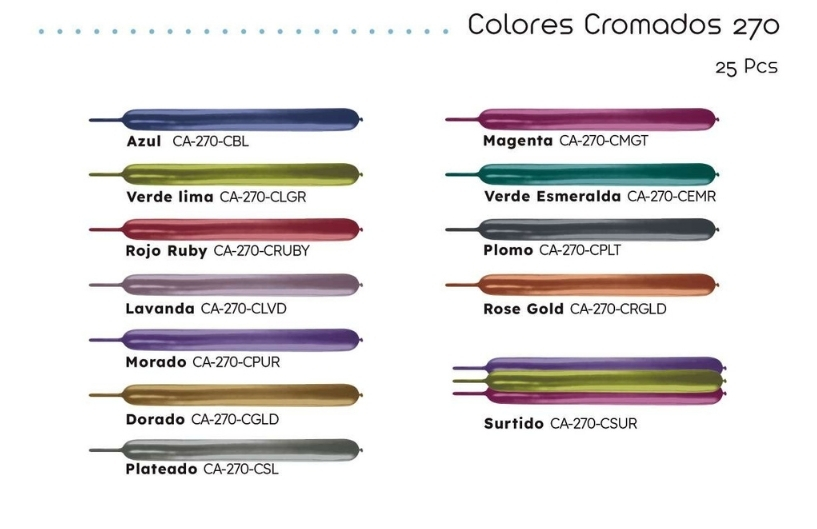 Colores Cromados 270
25 Pcs
Azul CA-270-CBL
Verde lima CA-270-CLGR
Rojo Ruby CA-270-CRUBY
Lavanda CA-270-CLVD
Morado CA-270-CPUR
Dorado CA-270-CGLD
Plateado CA-270-CSL
Magenta CA-270-CMGT
Verde Esmeralda CA-270-CEMR
Plomo CA-270-CPLT
Rose Gold CA-270-CRGLD
Surtido CA-270-CSUR